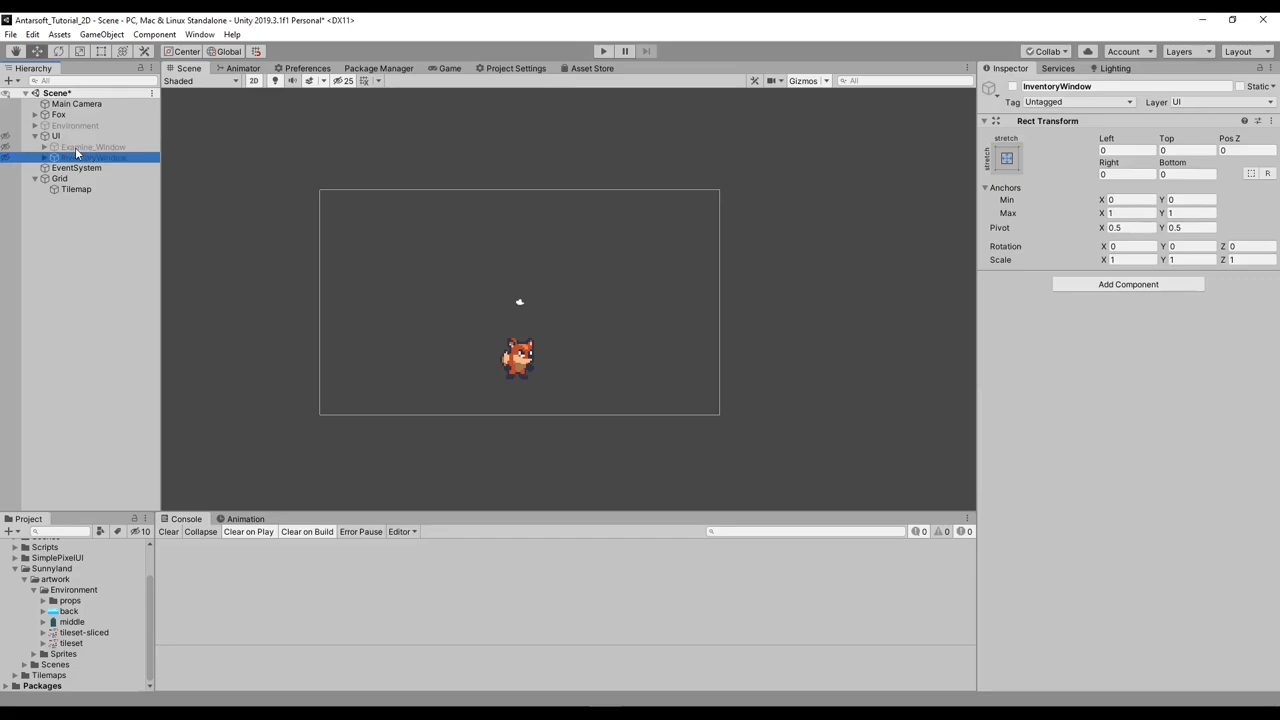 Antarsoft_Tutorial_2D - Scene - PC, Mac & Linux Standalone - Unity 2019.3.1f1 Personal* <DX11>
File Edit Assets GameObject Component Window Help
Center Global Collab Account Layers Layout
Hierarchy Scene Animator Preferences Package Manager Game Project Settings Asset Store Inspector Services Lighting
All Shaded 2D 25 Gizmos All InventoryWindow Static
Scene*
Main Camera Tag Untagged Layer UI
Fox
Environment Rect Transform
UI
Examine_Window stretch Left Top Pos Z
InventoryWindow stretch 0 0 0
EventSystem Right Bottom
Grid 0 0 R
Tilemap Anchors
Min X 0 Y 0
Max X 1 Y 1
Pivot X 0.5 Y 0.5
Rotation X 0 Y 0 Z 0
Scale X 1 Y 1 Z 1
Add Component
Project Console Animation
10 Clear Collapse Clear on Play Clear on Build Error Pause Editor 0 0 0
Scripts
SimplePixelUI
Sunnyland
artwork
Environment
props
back
middle
tileset-sliced
tileset
Sprites
Scenes
Tilemaps
Packages